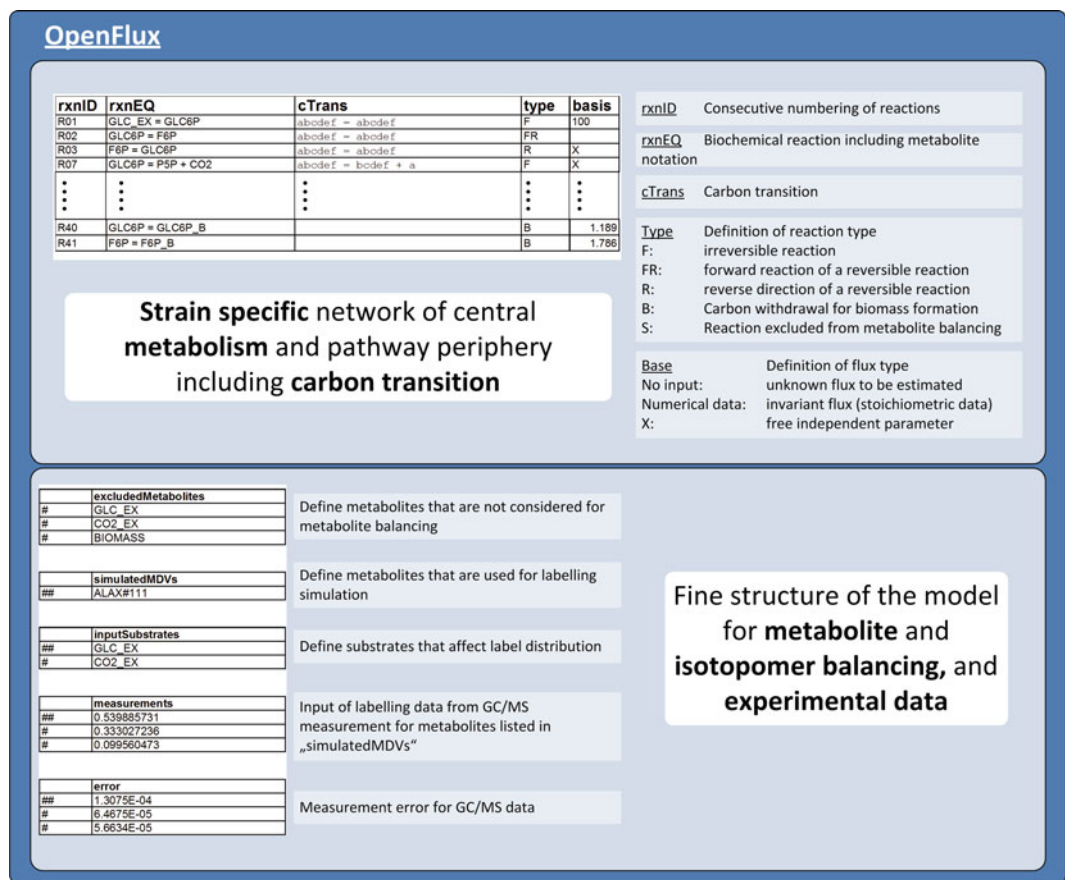 OpenFlux
rxnID rxnEQ cTrans type basis
R01 GLC_EX = GLC6P abcdef = abcdef F 100
R02 GLC6P = F6P abcdef = abcdef FR
R03 F6P = GLC6P abcdef = abcdef R X
R07 GLC6P = P5P + CO2 abcdef = bcdef + a F X
R40 GLC6P = GLC6P_B B 1.189
R41 F6P = F6P_B B 1.786
Strain specific network of central
metabolism and pathway periphery
including carbon transition
rxnID Consecutive numbering of reactions
rxnEQ Biochemical reaction including metabolite
notation
cTrans Carbon transition
Type Definition of reaction type
F: irreversible reaction
FR: forward reaction of a reversible reaction
R: reverse direction of a reversible reaction
B: Carbon withdrawal for biomass formation
S: Reaction excluded from metabolite balancing
Base Definition of flux type
No input: unknown flux to be estimated
Numerical data: invariant flux (stoichiometric data)
X: free independent parameter
excludedMetabolites
# GLC_EX
# CO2_EX
# BIOMASS
Define metabolites that are not considered for
metabolite balancing
simulatedMDVs
## ALAX#111
Define metabolites that are used for labelling
simulation
inputSubstrates
## GLC_EX
# CO2_EX
Define substrates that affect label distribution
measurements
## 0.539885731
# 0.333027236
# 0.099560473
Input of labelling data from GC/MS
measurement for metabolites listed in
„simulatedMDVs“
error
## 1.3075E-04
# 6.4675E-05
# 5.6634E-05
Measurement error for GC/MS data
Fine structure of the model
for metabolite and
isotopomer balancing, and
experimental data